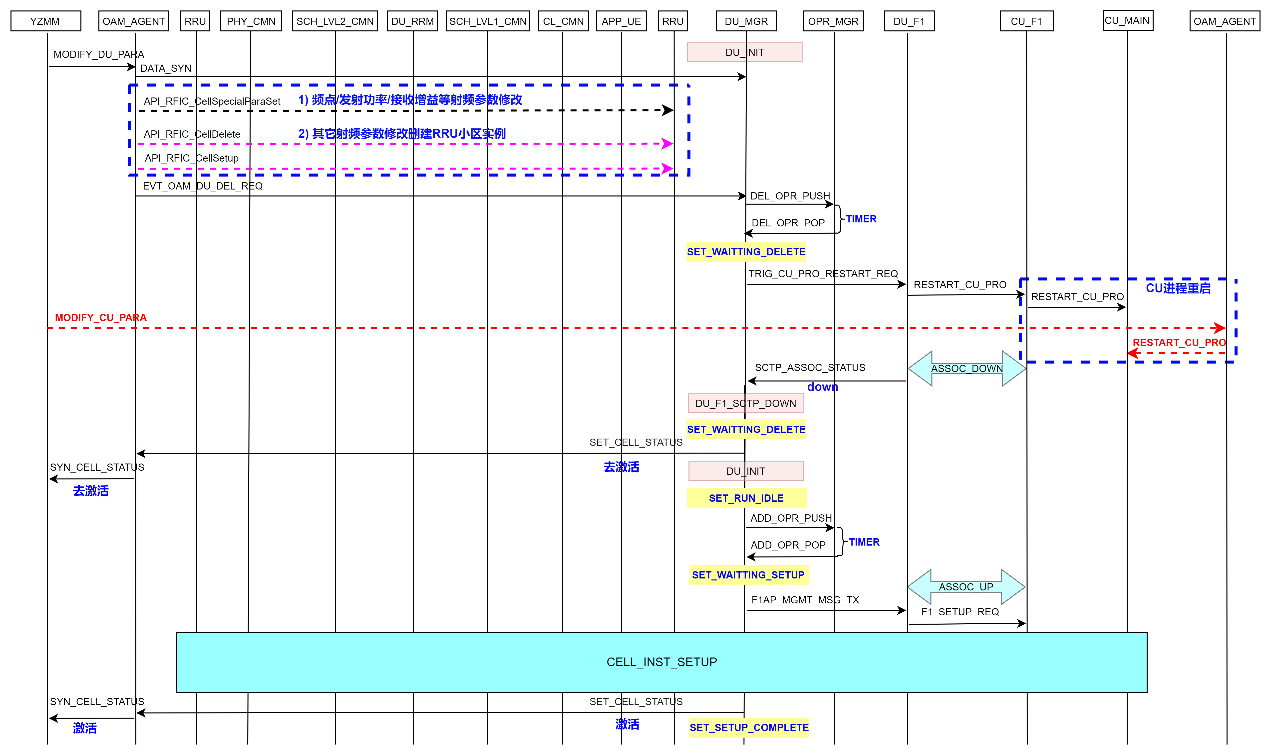 YZMM OAM_AGENT RRU PHY_CMN SCH_LVL2_CMN DU_RRM SCH_LVL1_CMN CL_CMN APP_UE RRU DU_MGR OPR_MGR DU_F1 CU_F1 CU_MAIN OAM_AGENT
DU_INIT
MODIFY_DU_PARA
DATA_SYN
API_RFIC_CellSpecialParaSet 1) 频点/发射功率/接收增益等射频参数修改
API_RFIC_CellDelete 2) 其它射频参数修改删建RRU小区实例
API_RFIC_CellSetup
EVT_OAM_DU_DEL_REQ
DEL_OPR_PUSH
TIMER
DEL_OPR_POP
SET_WAITTING_DELETE
TRIG_CU_PRO_RESTART_REQ
RESTART_CU_PRO
CU进程重启
RESTART_CU_PRO
MODIFY_CU_PARA
RESTART_CU_PRO
SCTP_ASSOC_STATUS
ASSOC_DOWN
down
DU_F1_SCTP_DOWN
SET_WAITTING_DELETE
SET_CELL_STATUS
去激活
SYN_CELL_STATUS
去激活
DU_INIT
SET_RUN_IDLE
ADD_OPR_PUSH
TIMER
ADD_OPR_POP
SET_WAITTING_SETUP
ASSOC_UP
F1AP_MGMT_MSG_TX
F1_SETUP_REQ
CELL_INST_SETUP
SYN_CELL_STATUS
SET_CELL_STATUS
激活
激活
SET_SETUP_COMPLETE